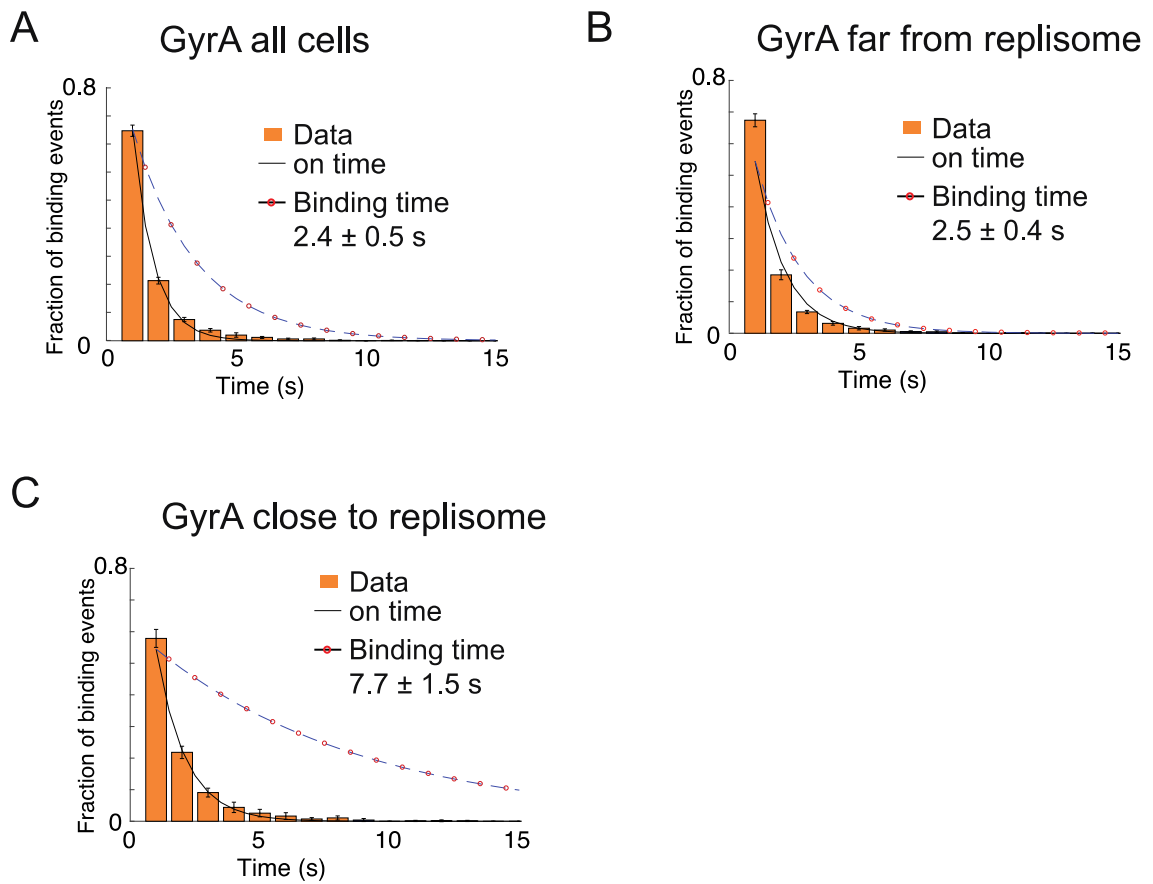 A
GyrA all cells
0.8
Fraction of binding events
Data
on time
Binding time
2.4 ± 0.5 s
0
0
5
10
15
Time (s)
B
GyrA far from replisome
0.8
Fraction of binding events
Data
on time
Binding time
2.5 ± 0.4 s
0
0
5
10
15
Time (s)
C
GyrA close to replisome
0.8
Fraction of binding events
Data
on time
Binding time
7.7 ± 1.5 s
0
0
5
10
15
Time (s)